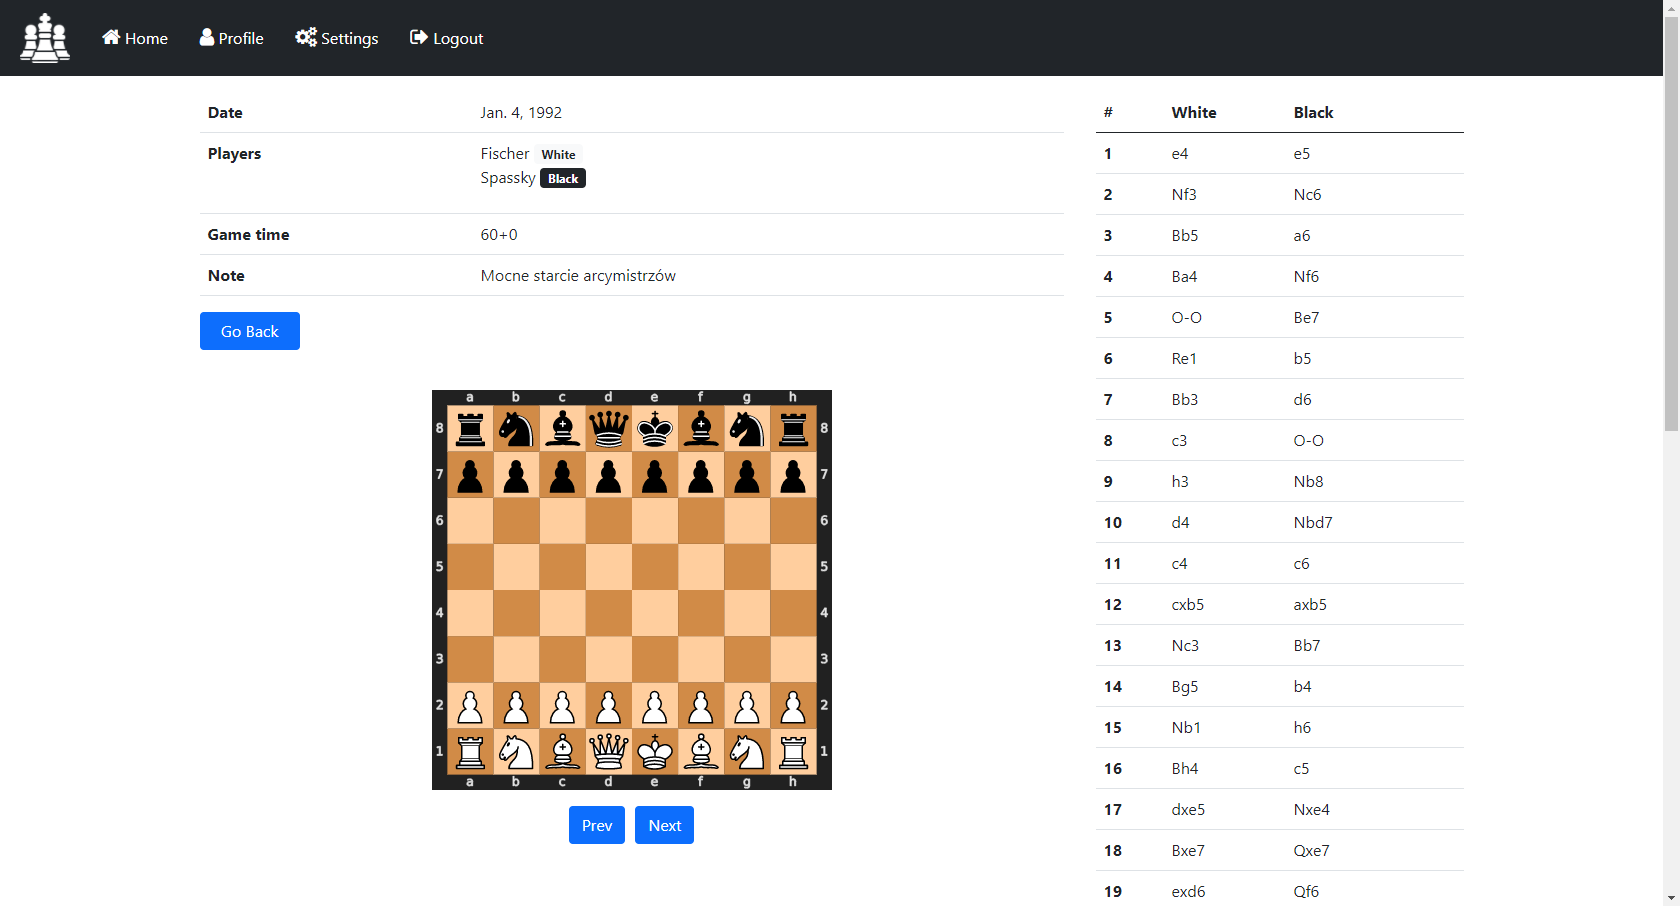 Home Profile Settings Logout
Date Jan. 4, 1992
Players Fischer White
Spassky Black
Game time 60+0
Note Mocne starcie arcymistrzów
Go Back
a b c d e f g h
8 8
7 7
6 6
5 5
4 4
3 3
2 2
1 1
a b c d e f g h
Prev Next
# White Black
1 e4 e5
2 Nf3 Nc6
3 Bb5 a6
4 Ba4 Nf6
5 O-O Be7
6 Re1 b5
7 Bb3 d6
8 c3 O-O
9 h3 Nb8
10 d4 Nbd7
11 c4 c6
12 cxb5 axb5
13 Nc3 Bb7
14 Bg5 b4
15 Nb1 h6
16 Bh4 c5
17 dxe5 Nxe4
18 Bxe7 Qxe7
19 exd6 Qf6